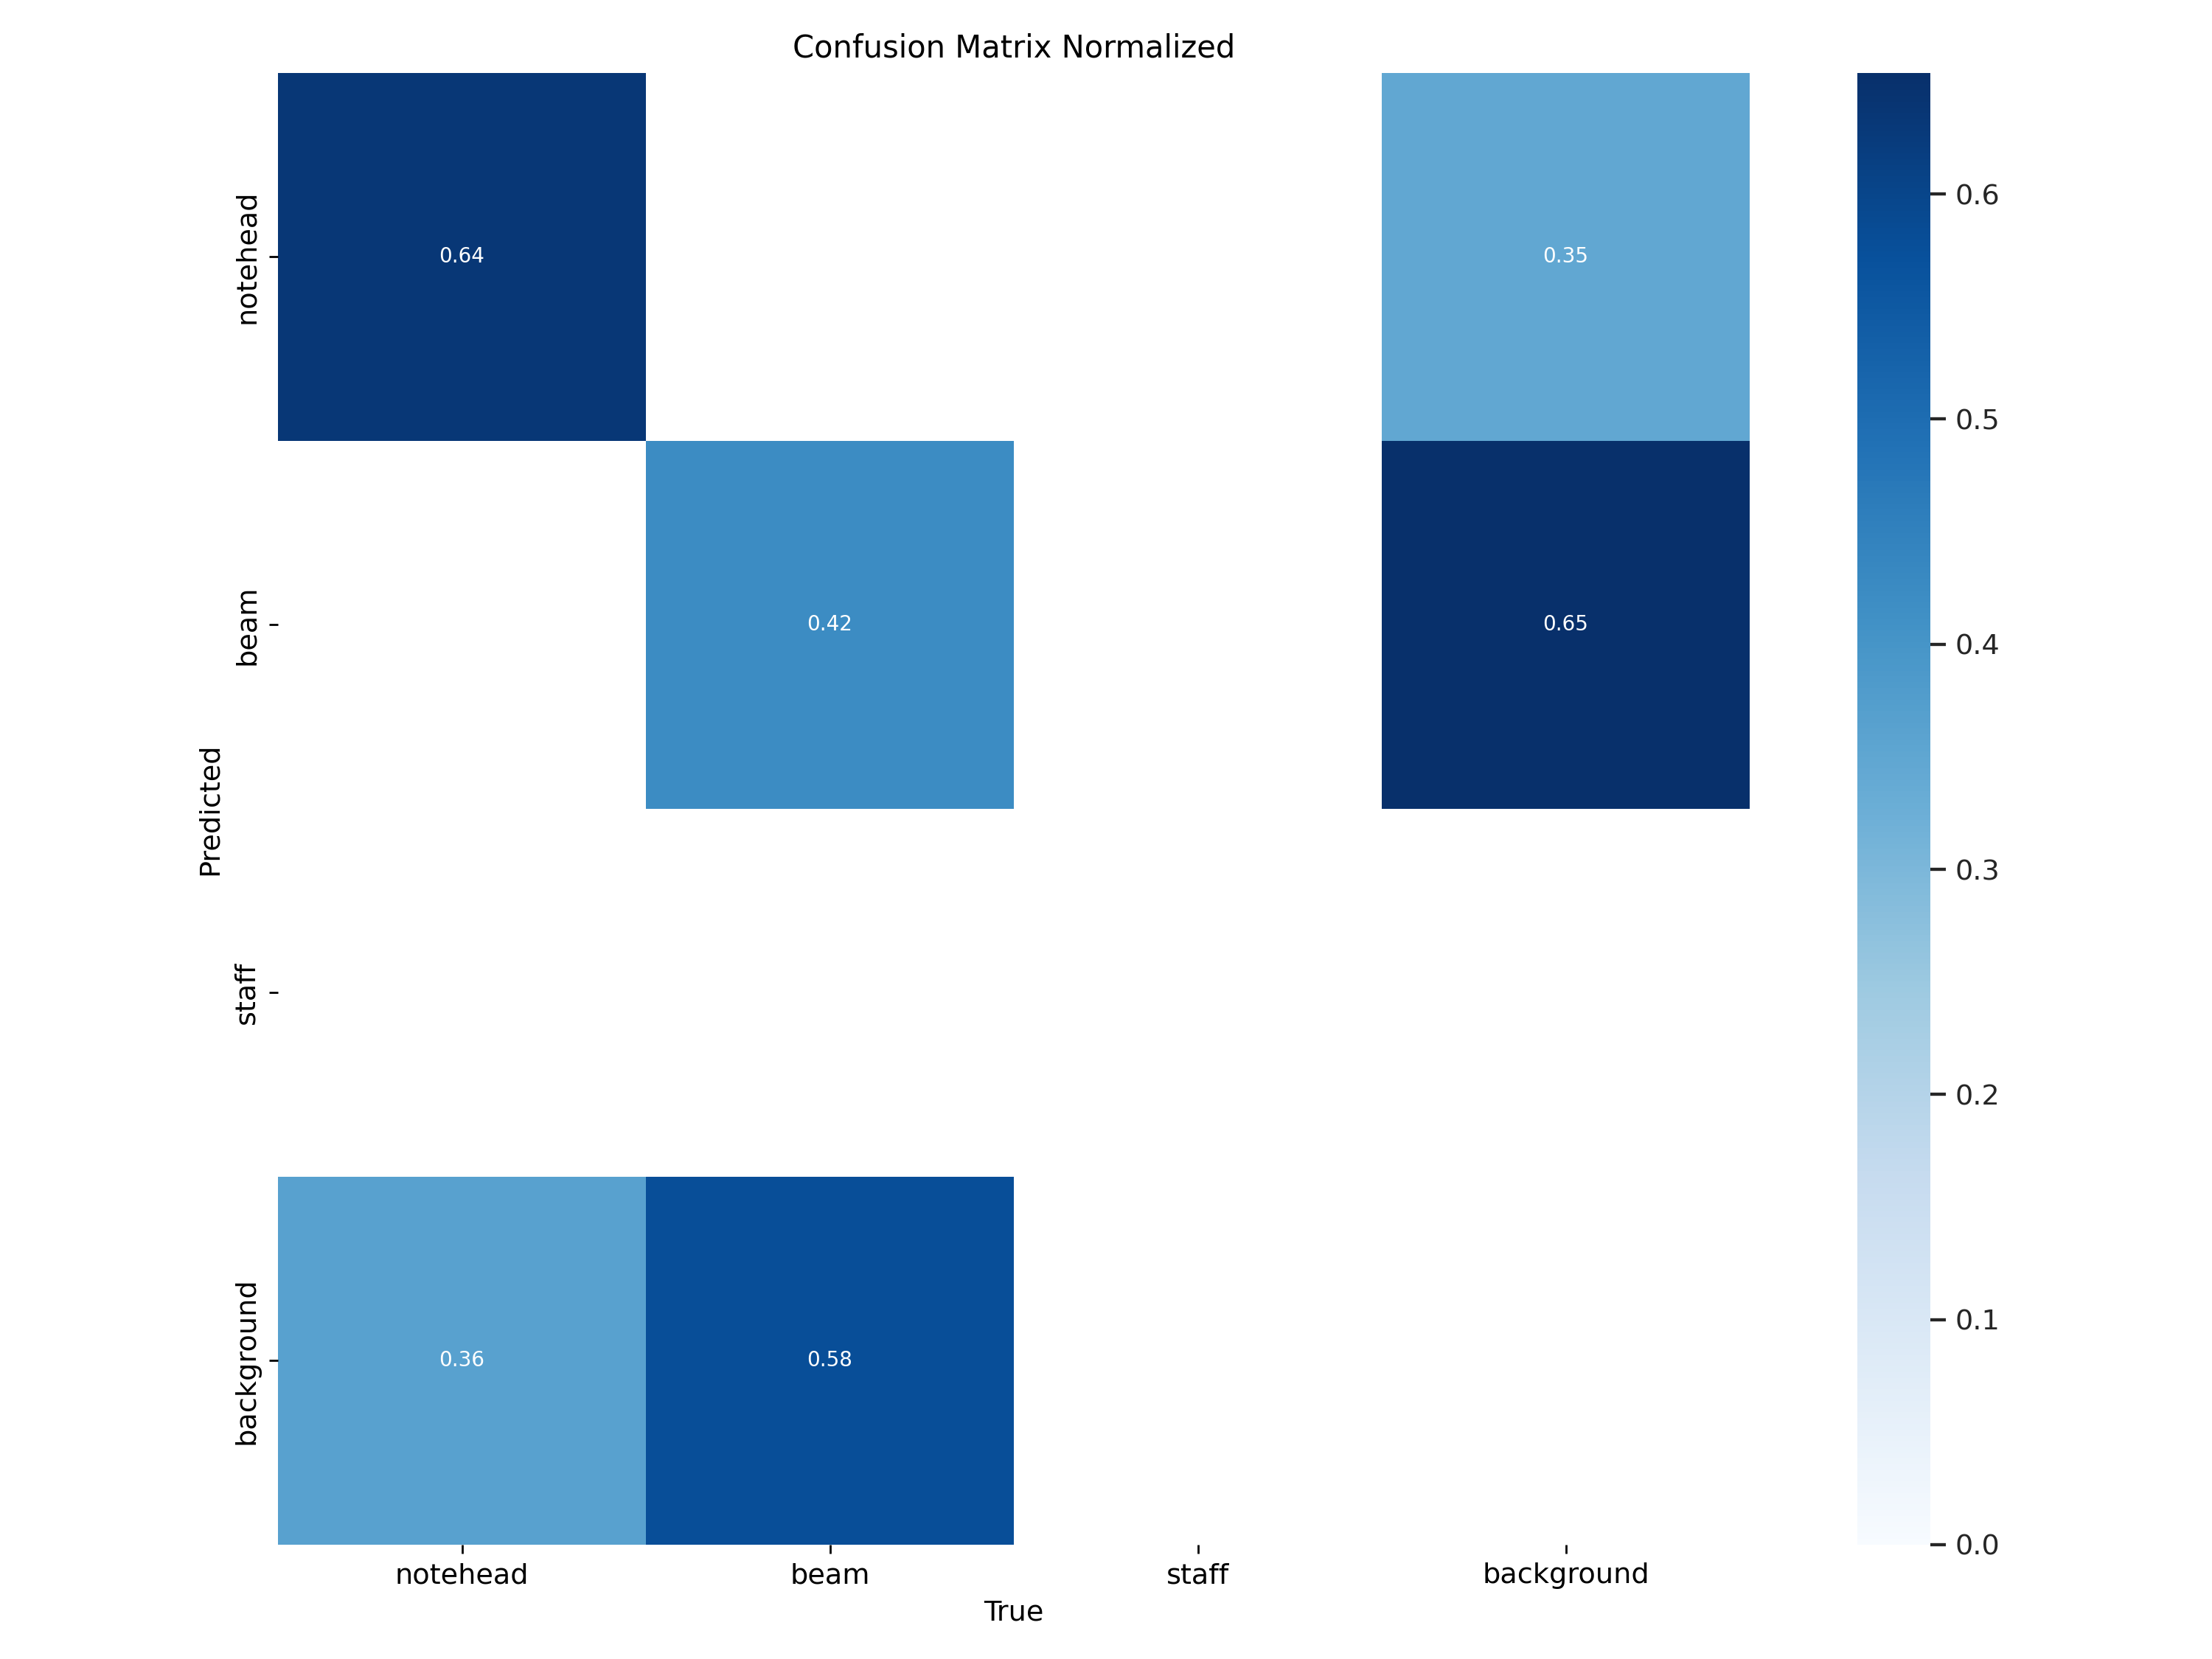 Confusion Matrix Normalized
notehead
0.64
0.35
0.6
0.5
beam
0.42
0.65
0.4
Predicted
0.3
staff
0.2
background
0.36
0.58
0.1
0.0
notehead beam staff background
True